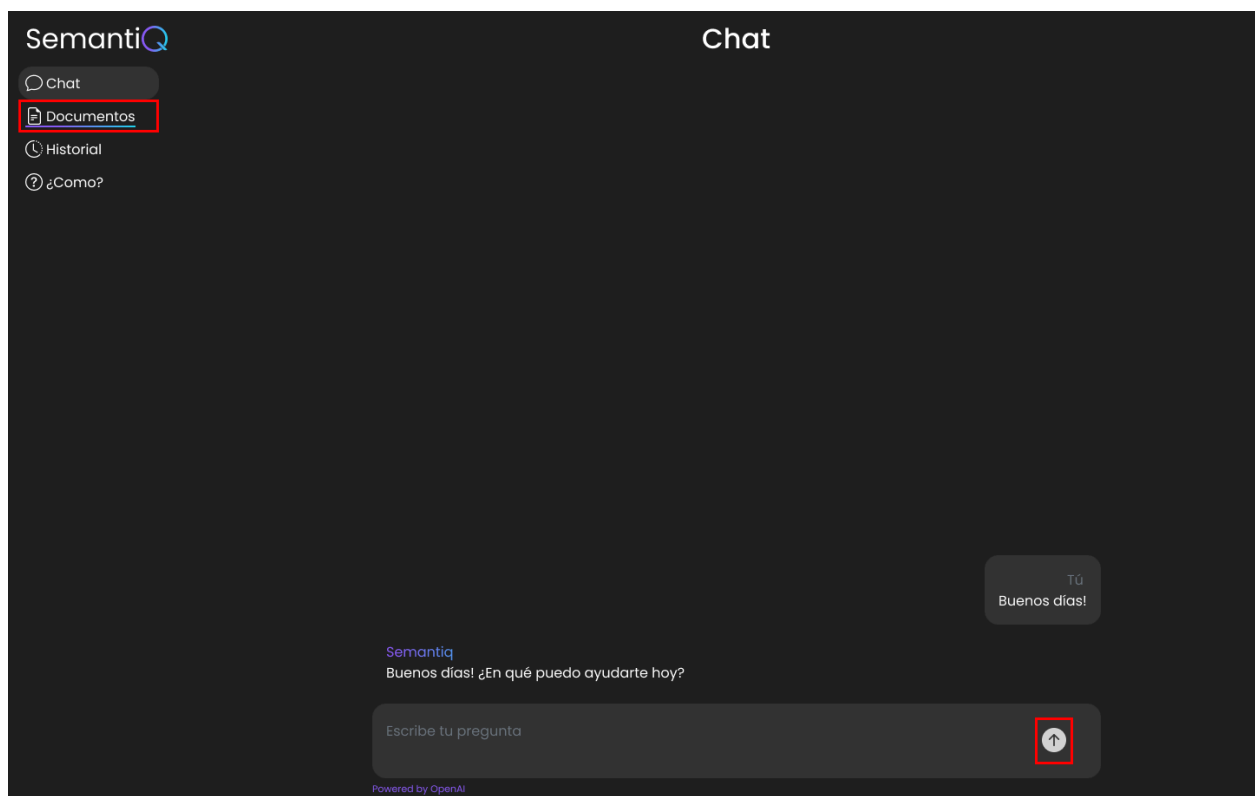 SemantiQ
Chat
Chat
Documentos
Historial
¿Como?
Tú
Buenos días!
Semantiq
Buenos días! ¿En qué puedo ayudarte hoy?
Escribe tu pregunta
Powered by OpenAI